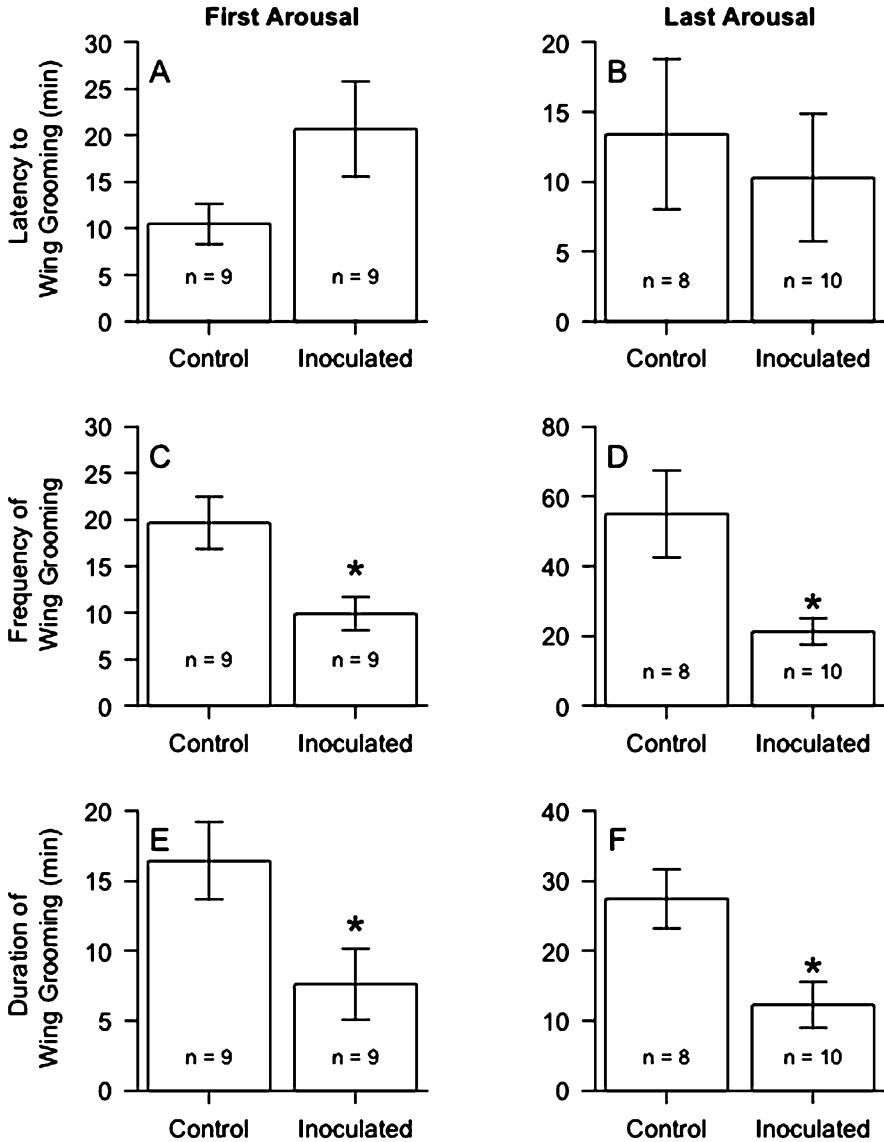 First Arousal
Last Arousal
Latency to
Wing Grooming (min)
A
30
25
20
15
10
5
0
n = 9
n = 9
Control
Inoculated
B
20
15
10
5
0
n = 8
n = 10
Control
Inoculated
Frequency of
Wing Grooming
C
30
25
20
15
10
5
0
*
n = 9
n = 9
Control
Inoculated
D
80
60
40
20
0
*
n = 8
n = 10
Control
Inoculated
Duration of
Wing Grooming (min)
E
20
15
10
5
0
*
n = 9
n = 9
Control
Inoculated
F
40
30
20
10
0
*
n = 8
n = 10
Control
Inoculated